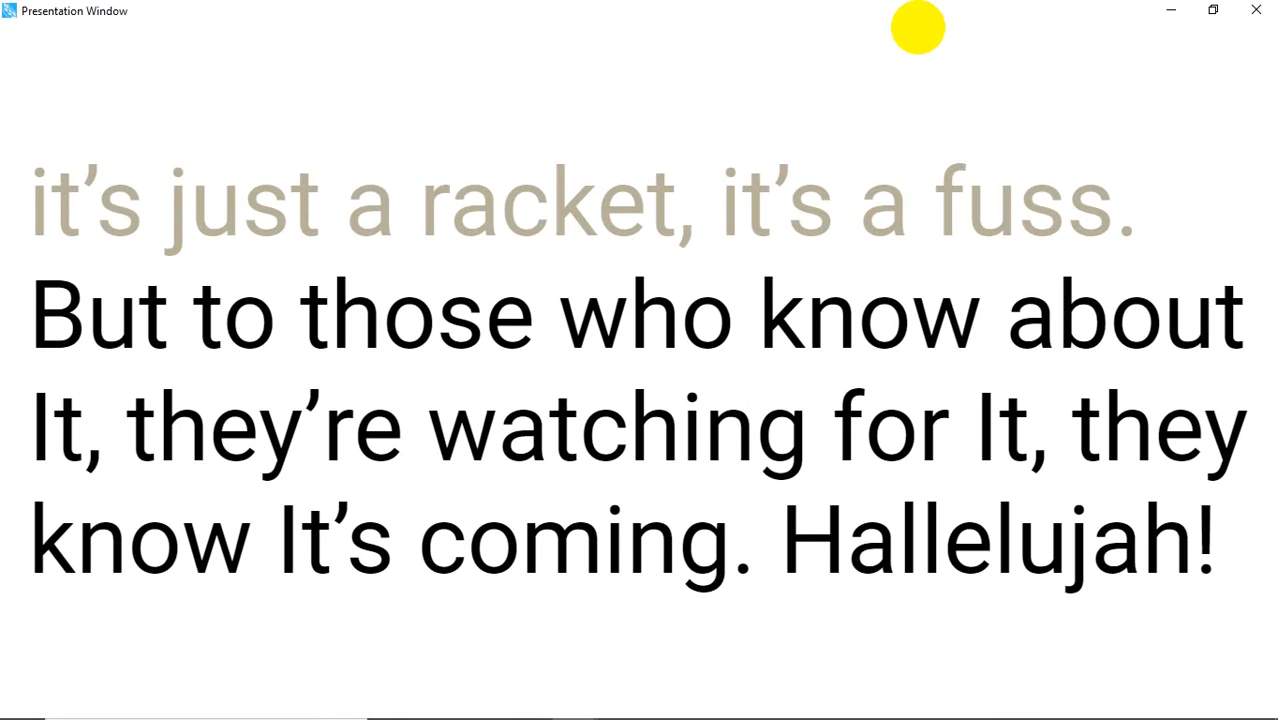 Presentation Window
it’s just a racket, it’s a fuss.
But to those who know about
It, they’re watching for It, they
know It’s coming. Hallelujah!